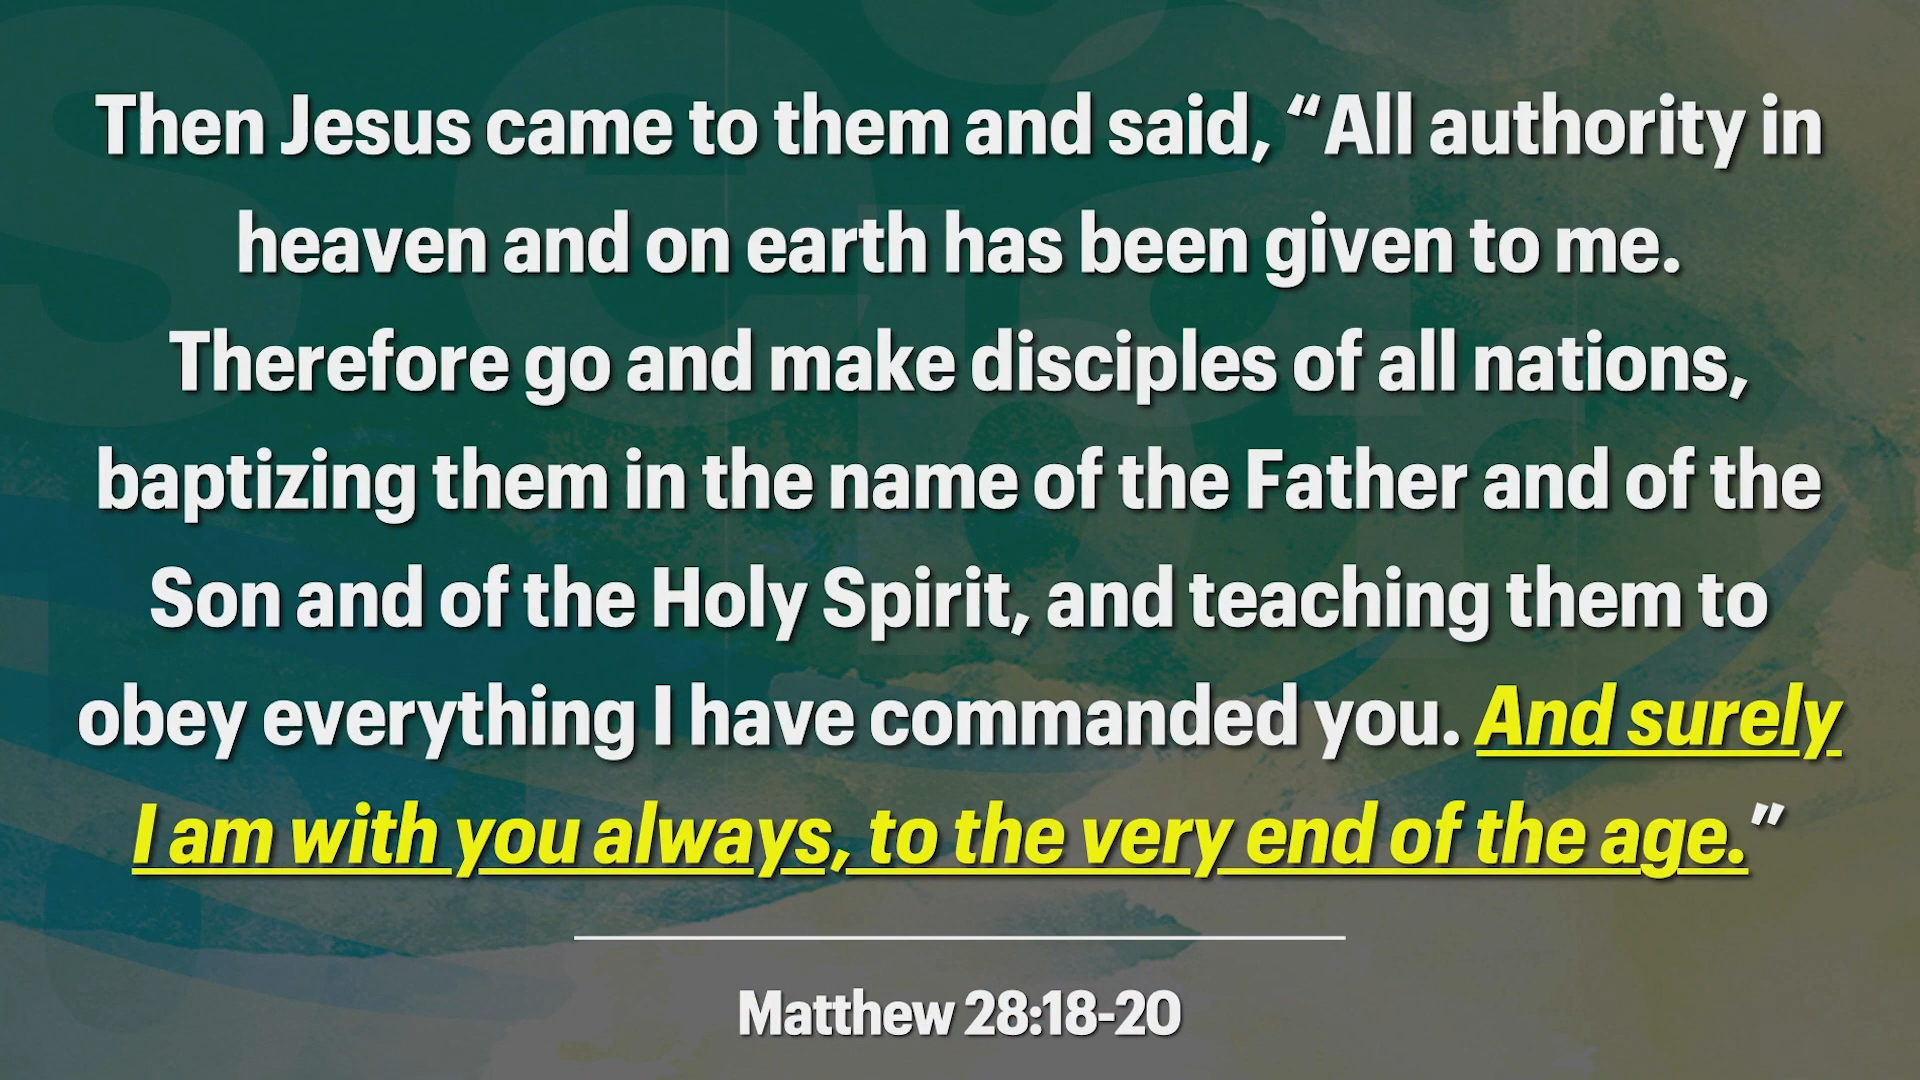 Then Jesus came to them and said, “All authority in
heaven and on earth has been given to me.
Therefore go and make disciples of all nations,
baptizing them in the name of the Father and of the
Son and of the Holy Spirit, and teaching them to
obey everything I have commanded you. And surely
I am with you always, to the very end of the age.”
Matthew 28:18-20